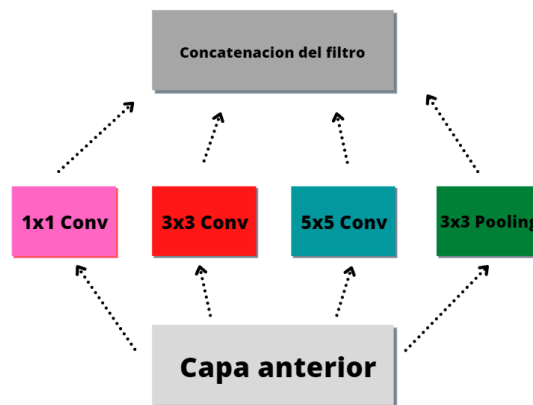 Concatenacion del filtro
1x1 Conv
3x3 Conv
5x5 Conv
3x3 Pooling
Capa anterior